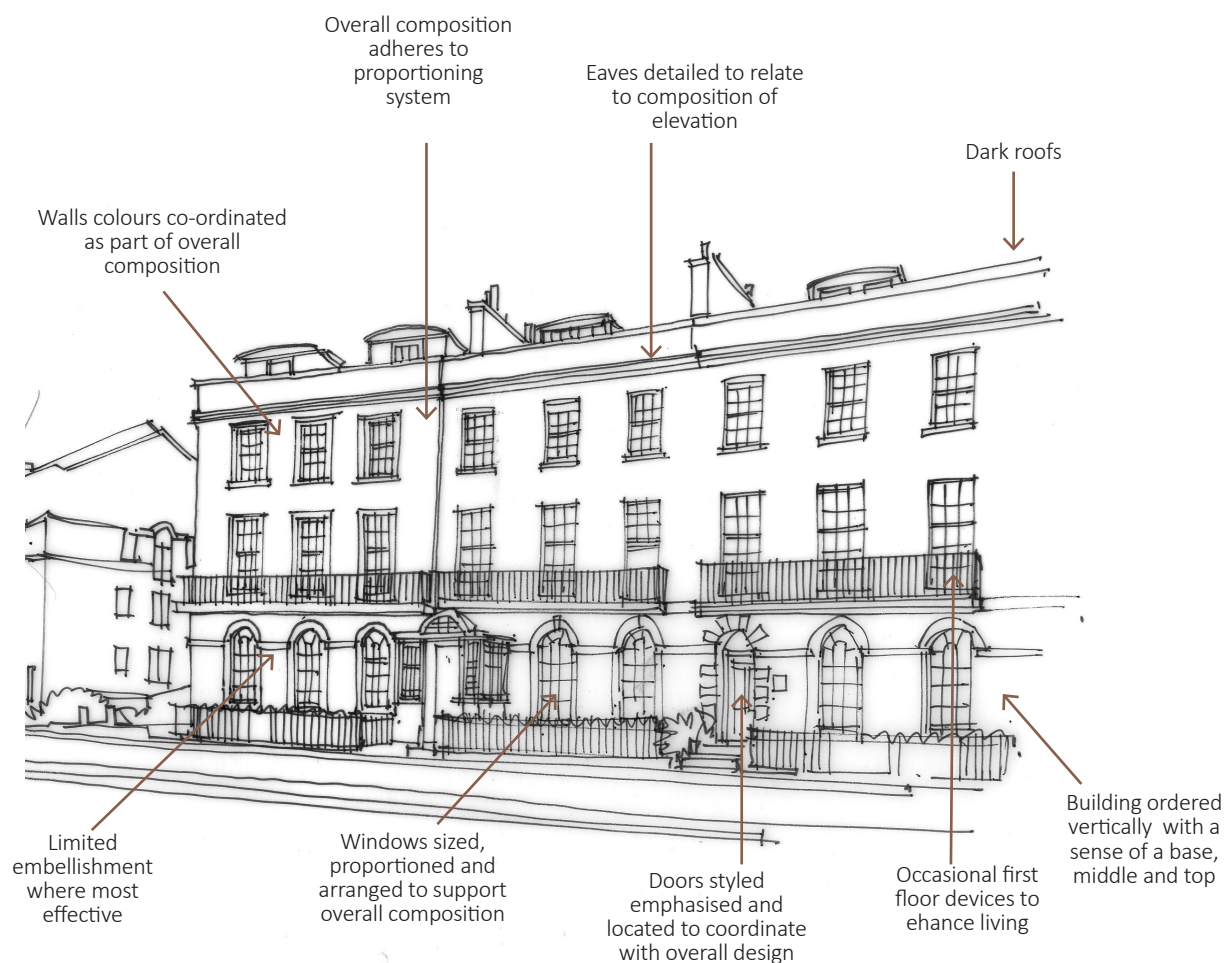 Overall composition
adheres to
proportioning
system
Eaves detailed to relate
to composition of
elevation
Dark roofs
Walls colours co-ordinated
as part of overall
composition
Limited
embellishment
where most
effective
Windows sized,
proportioned and
arranged to support
overall composition
Doors styled
emphasised and
located to coordinate
with overall design
Occasional first
floor devices to
ehance living
Building ordered
vertically with a
sense of a base,
middle and top